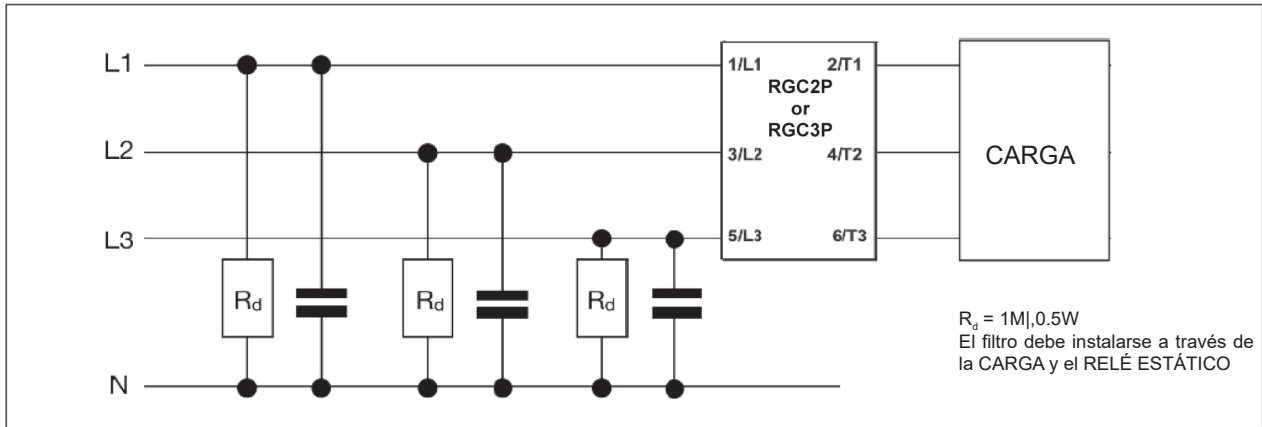 L1
1/L1 2/T1
RGC2P
or
RGC3P
L2
3/L2 4/T2
CARGA
L3
5/L3 6/T3
Rd Rd Rd
Rd = 1M|,0.5W
El filtro debe instalarse a través de
la CARGA y el RELÉ ESTÁTICO
N